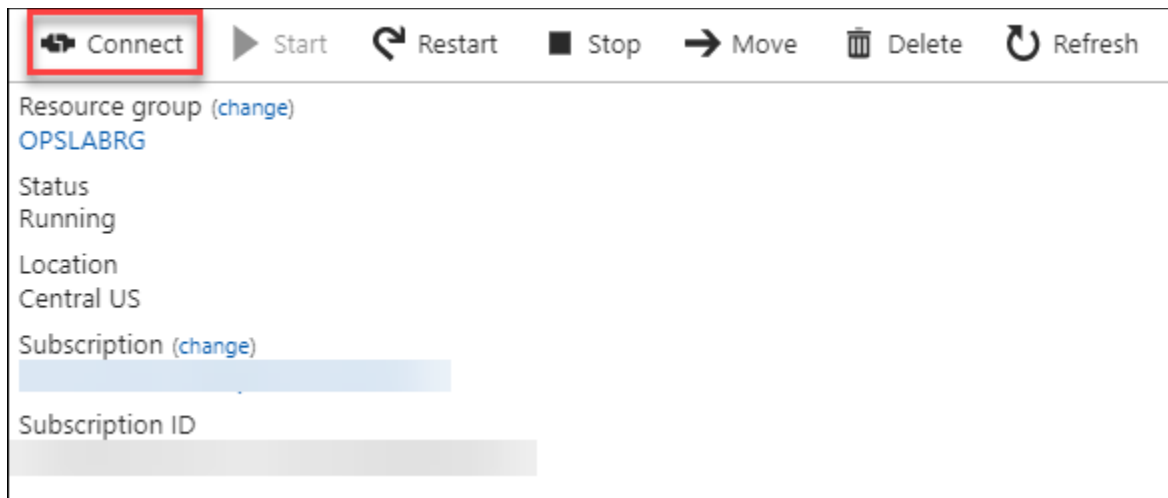 Connect Start Restart Stop Move Delete Refresh
Resource group (change)
OPSLABRG
Status
Running
Location
Central US
Subscription (change)
Subscription ID